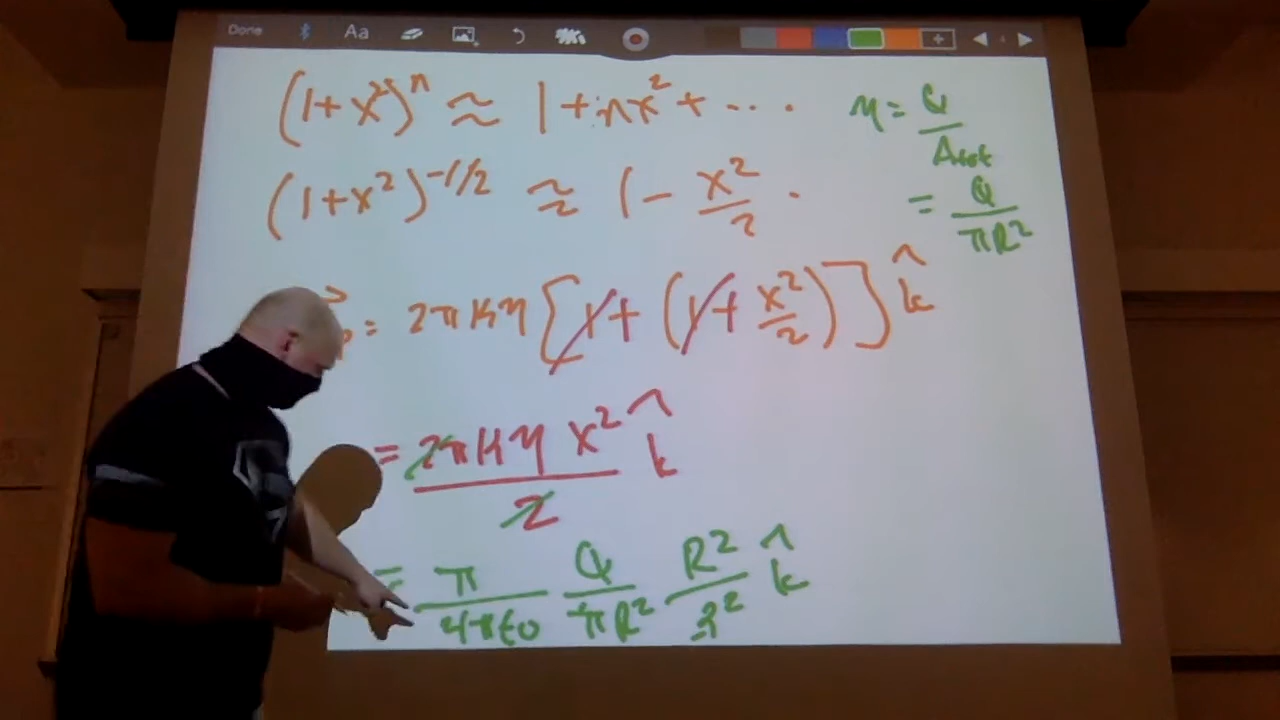 Done Aa
(1+x²)ⁿ ≈ 1+nx²+ ⋯
η = Q/A_tot
(1+x²)^(-1/2) ≈ 1 - x²/2 .
= Q/πR²
= 2πKη [1+(1+x²/2)] k̂
= 2πKη x²/2 k̂
= π/4πε₀ Q/πR² R²/z² k̂